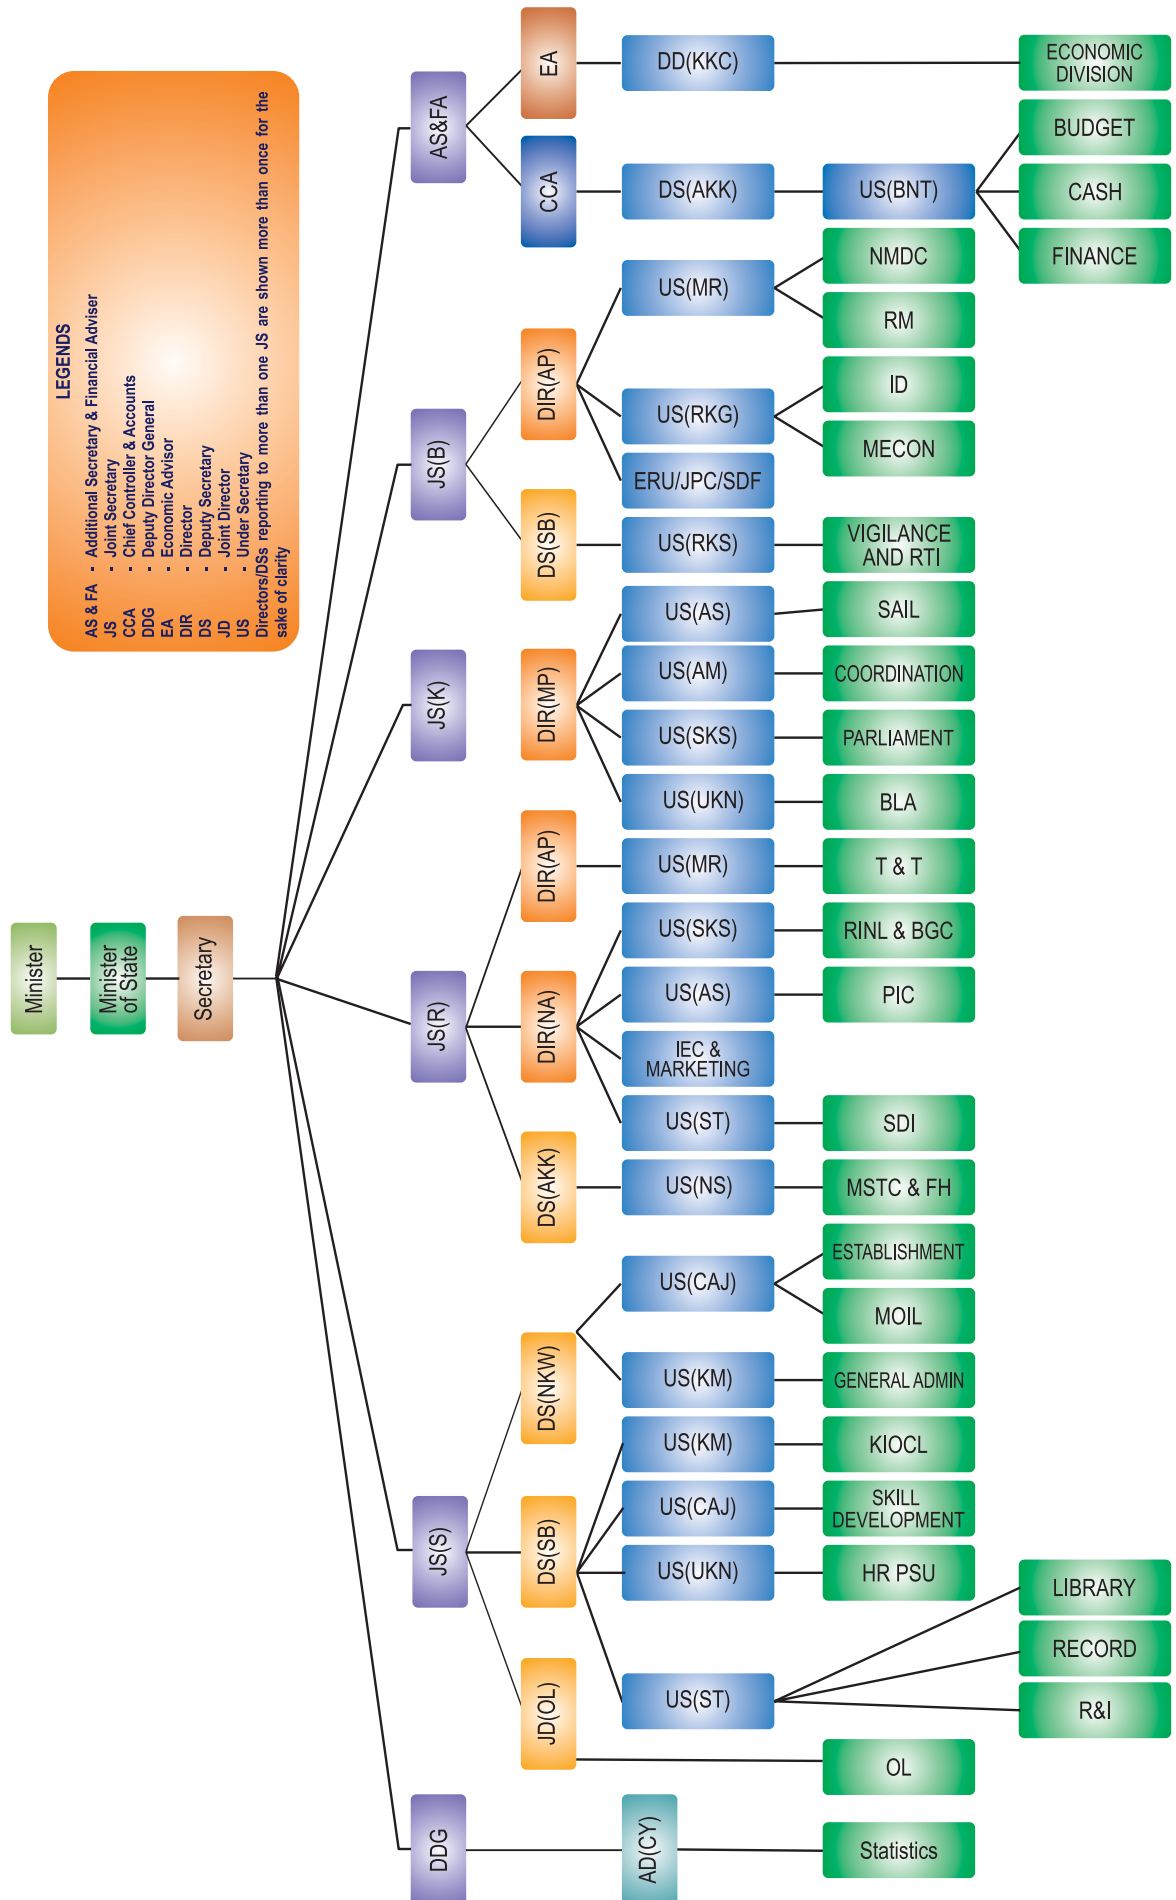 Minister
Minister
of State
Secretary
LEGENDS
AS & FA - Additional Secretary & Financial Adviser
JS - Joint Secretary
CCA - Chief Controller & Accounts
DDG - Deputy Director General
EA - Economic Advisor
DIR - Director
DS - Deputy Secretary
JD - Joint Director
US - Under Secretary
Directors/DSs reporting to more than one JS are shown more than once for the
sake of clarity
DDG
JS(S)
JS(R)
JS(K)
JS(B)
AS&FA
JD(OL)
DS(SB)
DS(NKW)
DS(AKK)
DIR(NA)
DIR(AP)
DIR(MP)
DS(SB)
DIR(AP)
CCA
EA
DD(KKC)
DS(AKK)
US(MR)
US(RKG)
ERU/JPC/SDF
US(RKS)
US(AS)
US(AM)
US(SKS)
US(UKN)
US(MR)
US(SKS)
US(AS)
IEC &
MARKETING
US(ST)
US(NS)
US(CAJ)
US(KM)
US(KM)
US(CAJ)
US(UKN)
US(ST)
AD(CY)
US(BNT)
NMDC
RM
ID
MECON
VIGILANCE
AND RTI
SAIL
COORDINATION
PARLIAMENT
BLA
T & T
RINL & BGC
PIC
SDI
MSTC & FH
ESTABLISHMENT
MOIL
GENERAL ADMIN
KIOCL
SKILL
DEVELOPMENT
HR PSU
OL
Statistics
ECONOMIC
DIVISION
BUDGET
CASH
FINANCE
LIBRARY
RECORD
R&I